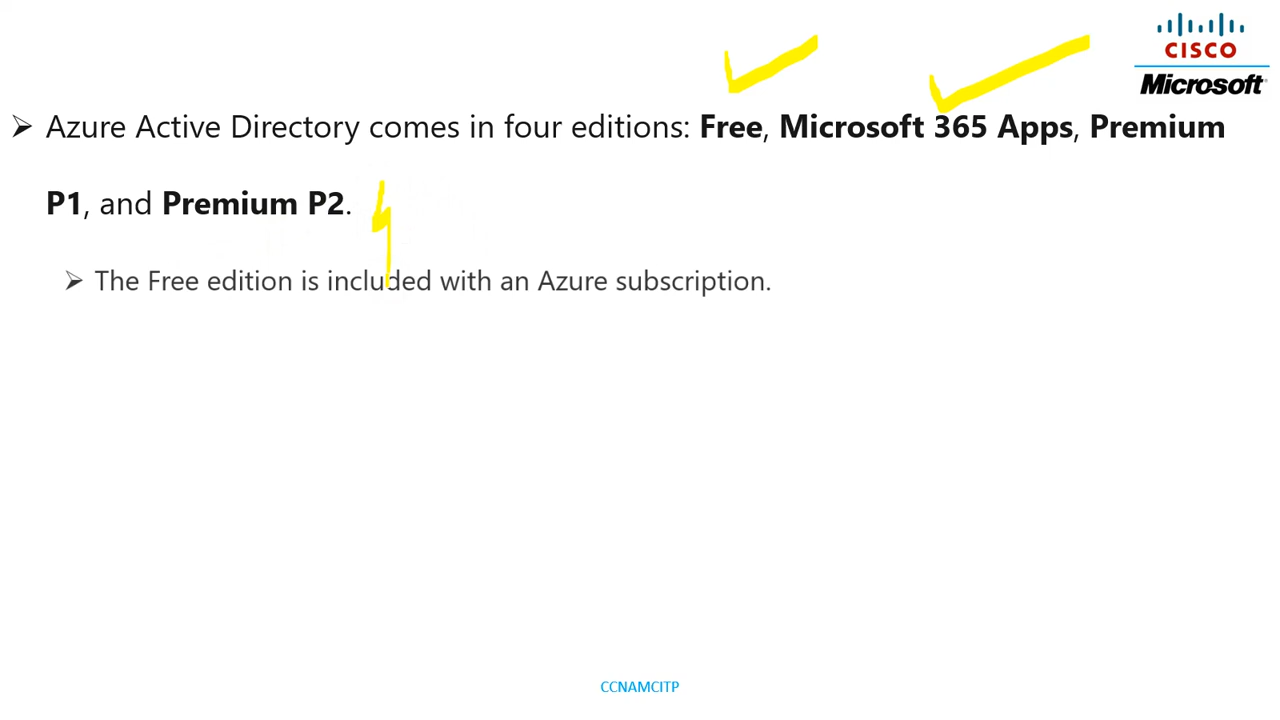 CISCO
Microsoft
➢ Azure Active Directory comes in four editions: Free, Microsoft 365 Apps, Premium
P1, and Premium P2.
4
➢ The Free edition is included with an Azure subscription.
CCNAMCITP